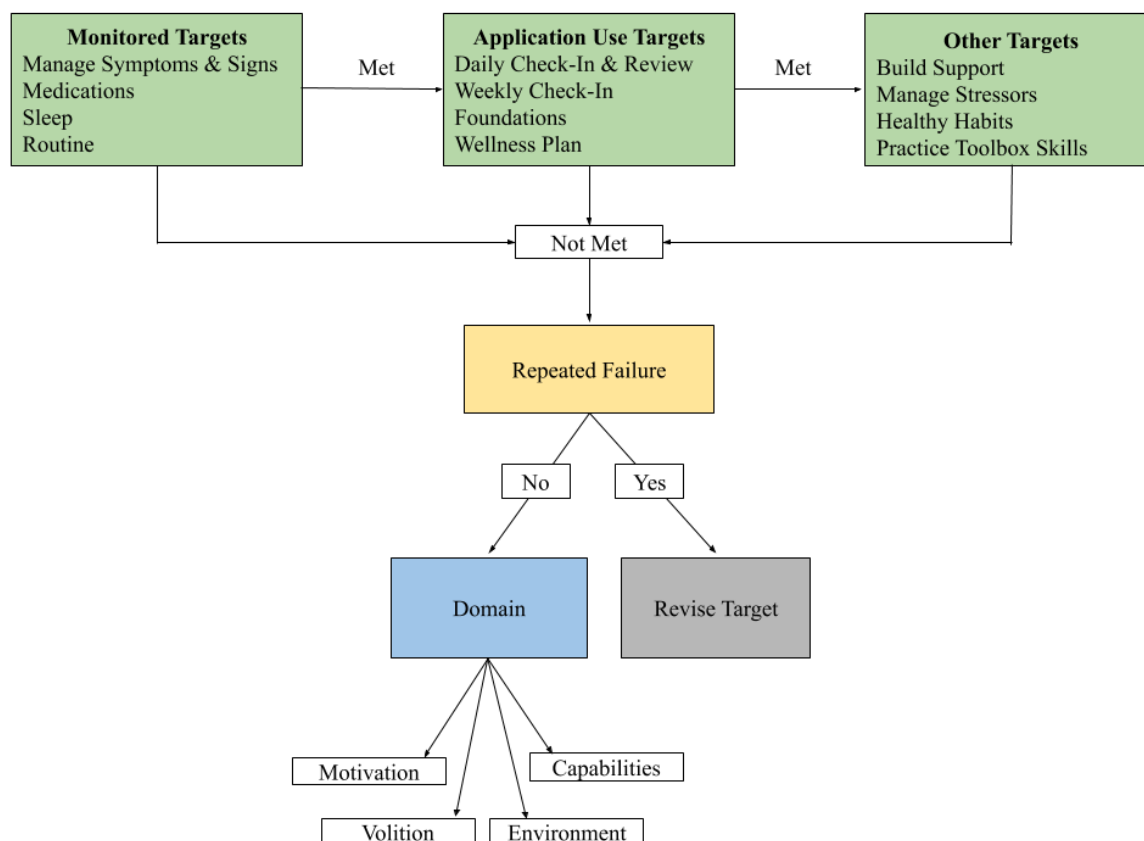 Monitored Targets
Manage Symptoms & Signs
Medications
Sleep
Routine
Met
Application Use Targets
Daily Check-In & Review
Weekly Check-In
Foundations
Wellness Plan
Met
Other Targets
Build Support
Manage Stressors
Healthy Habits
Practice Toolbox Skills
Not Met
Repeated Failure
No
Yes
Domain
Revise Target
Motivation
Capabilities
Volition
Environment